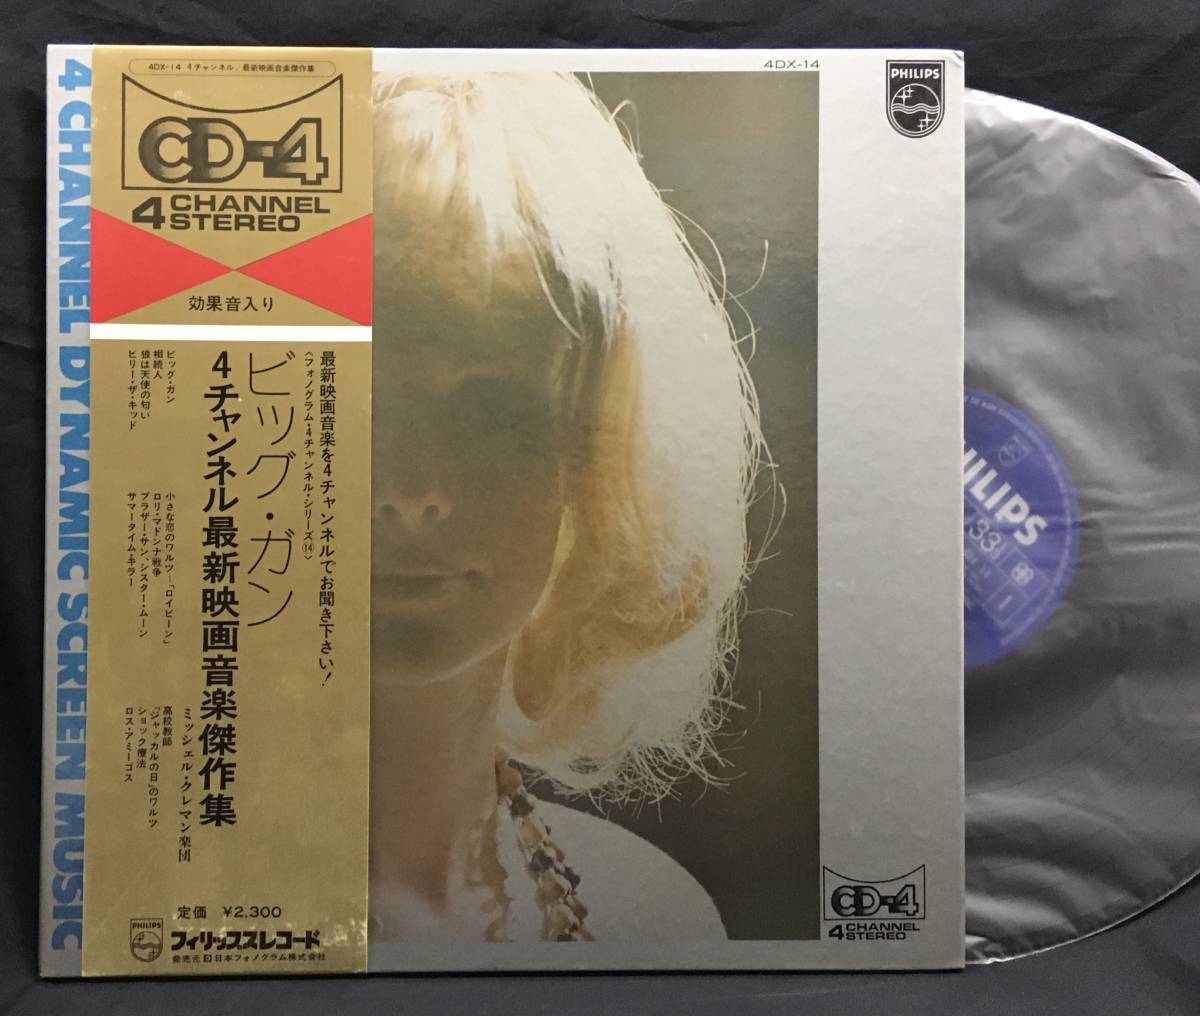 4 CHANNEL DYNAMIC SCREEN MUSIC
4DX-14 4チャンネル/最新映画音楽傑作集
CD-4
4 CHANNEL STEREO
効果音入り
最新映画音楽を4チャンネルでお聞き下さい!
〈フォノグラム・4チャンネル・シリーズ⑭〉
ビッグ・ガン
4チャンネル最新映画音楽傑作集
ミッシェル・クレマン楽団
ビッグ・ガン
相続人
狼は天使の匂い
ビリー・ザ・キッド
小さな恋のワルツ―「ロイビーン」
ロリ・マドンナ戦争
ブラザー・サン、シスター・ムーン
サマータイム・キラー
高校教師
「ジャッカルの日」のワルツ
ショック療法
ロス・アミーゴス
定価 ¥2,300
PHILIPS
フィリップスレコード
発売元 日本フォノグラム株式会社
4DX-14
PHILIPS
CD-4
4 CHANNEL STEREO
HILIPS
33
1